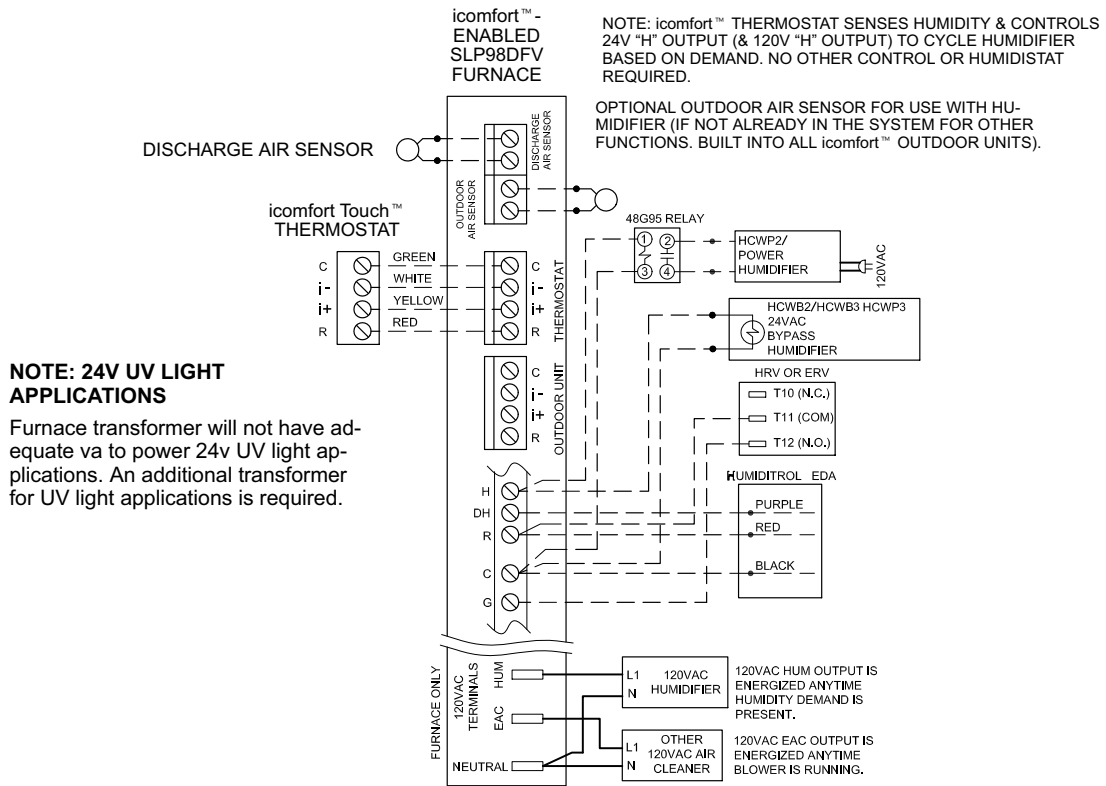 icomfort™-
ENABLED
SLP98DFV
FURNACE
NOTE: icomfort™ THERMOSTAT SENSES HUMIDITY & CONTROLS
24V “H” OUTPUT (& 120V “H” OUTPUT) TO CYCLE HUMIDIFIER
BASED ON DEMAND. NO OTHER CONTROL OR HUMIDISTAT
REQUIRED.
OPTIONAL OUTDOOR AIR SENSOR FOR USE WITH HU-
MIDIFIER (IF NOT ALREADY IN THE SYSTEM FOR OTHER
FUNCTIONS. BUILT INTO ALL icomfort™ OUTDOOR UNITS).
DISCHARGE AIR SENSOR
DISCHARGE
AIR SENSOR
OUTDOOR
AIR SENSOR
icomfort Touch™
THERMOSTAT
C
i-
i+
R
GREEN
WHITE
YELLOW
RED
C
i-
i+
R
THERMOSTAT
C
i-
i+
R
OUTDOOR UNIT
48G95 RELAY
1
2
3
4
HCWP2/
POWER
HUMIDIFIER
120VAC
HCWB2/HCWB3 HCWP3
24VAC
BYPASS
HUMIDIFIER
HRV OR ERV
T10 (N.C.)
T11 (COM)
T12 (N.O.)
HUMIDITROL EDA
PURPLE
RED
BLACK
NOTE: 24V UV LIGHT
APPLICATIONS
Furnace transformer will not have ad-
equate va to power 24v UV light ap-
plications. An additional transformer
for UV light applications is required.
H
DH
R
C
G
FURNACE ONLY
120VAC
TERMINALS
HUM
EAC
NEUTRAL
L1
N
120VAC
HUMIDIFIER
120VAC HUM OUTPUT IS
ENERGIZED ANYTIME
HUMIDITY DEMAND IS
PRESENT.
L1
N
OTHER
120VAC AIR
CLEANER
120VAC EAC OUTPUT IS
ENERGIZED ANYTIME
BLOWER IS RUNNING.